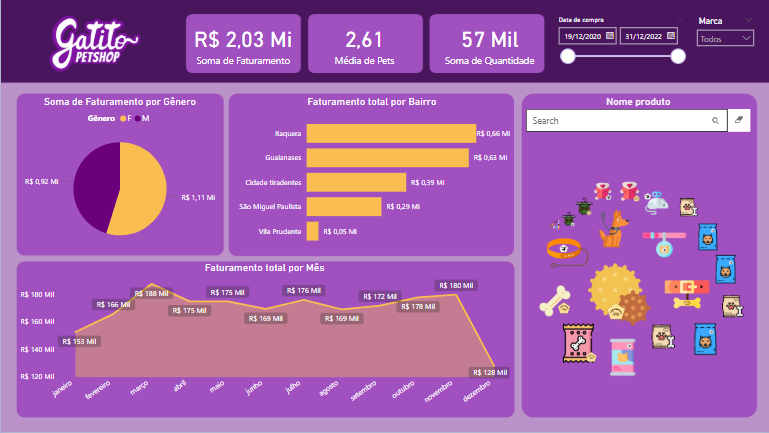 Gatito
PETSHOP
R$ 2,03 Mi
Soma de Faturamento
2,61
Média de Pets
57 Mil
Soma de Quantidade
Data de compra
19/12/2020
31/12/2022
Marca
Todos
Soma de Faturamento por Gênero
Gênero F M
R$ 0,92 Mi
R$ 1,11 Mi
Faturamento total por Bairro
Itaquera R$ 0,66 Mi
Guaianases R$ 0,63 Mi
Cidade tiradentes R$ 0,39 Mi
São Miguel Paulista R$ 0,29 Mi
Vila Prudente R$ 0,05 Mi
Nome produto
Search
Faturamento total por Mês
R$ 180 Mil
R$ 160 Mil
R$ 140 Mil
R$ 120 Mil
R$ 153 Mil
R$ 166 Mil
R$ 188 Mil
R$ 175 Mil
R$ 175 Mil
R$ 169 Mil
R$ 176 Mil
R$ 169 Mil
R$ 172 Mil
R$ 178 Mil
R$ 180 Mil
R$ 128 Mil
janeiro
fevereiro
março
abril
maio
junho
julho
agosto
setembro
outubro
novembro
dezembro